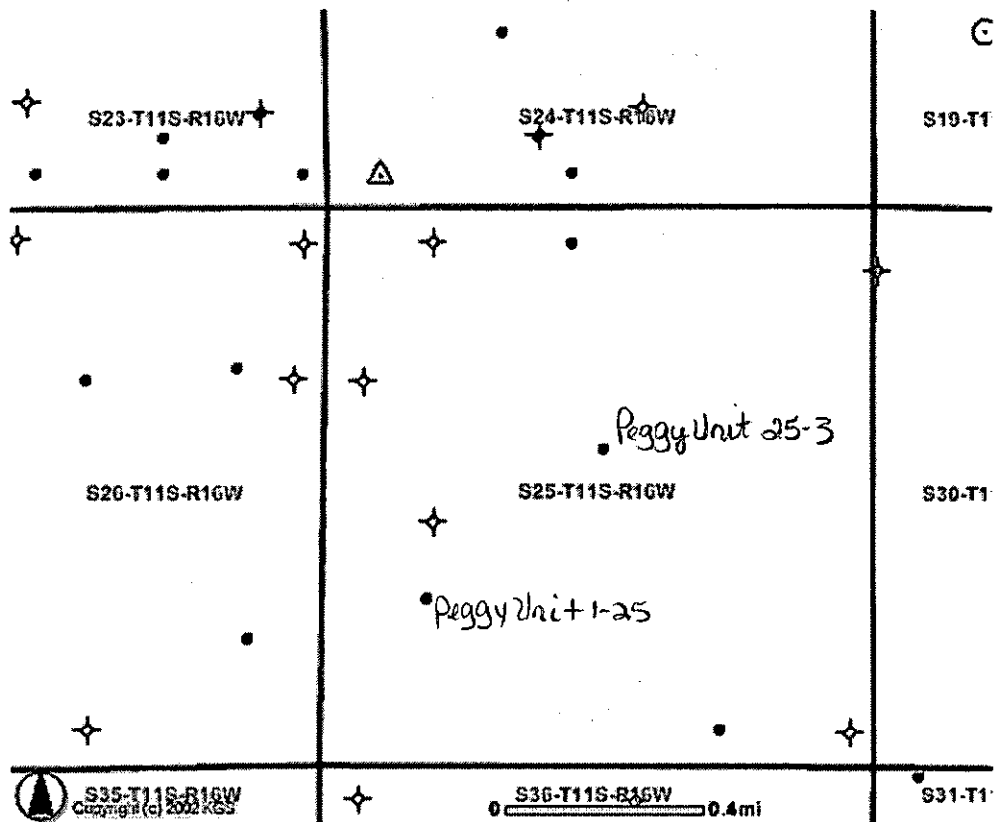 S23-T11S-R16W
S24-T11S-R16W
S19-T1
Peggy Unit 25-3
S26-T11S-R16W
S25-T11S-R16W
S30-T1
Peggy Unit 1-25
S35-T11S-R16W
S36-T11S-R16W
S31-T1
Copyright (c) 2002 KGS
0
0.4mi